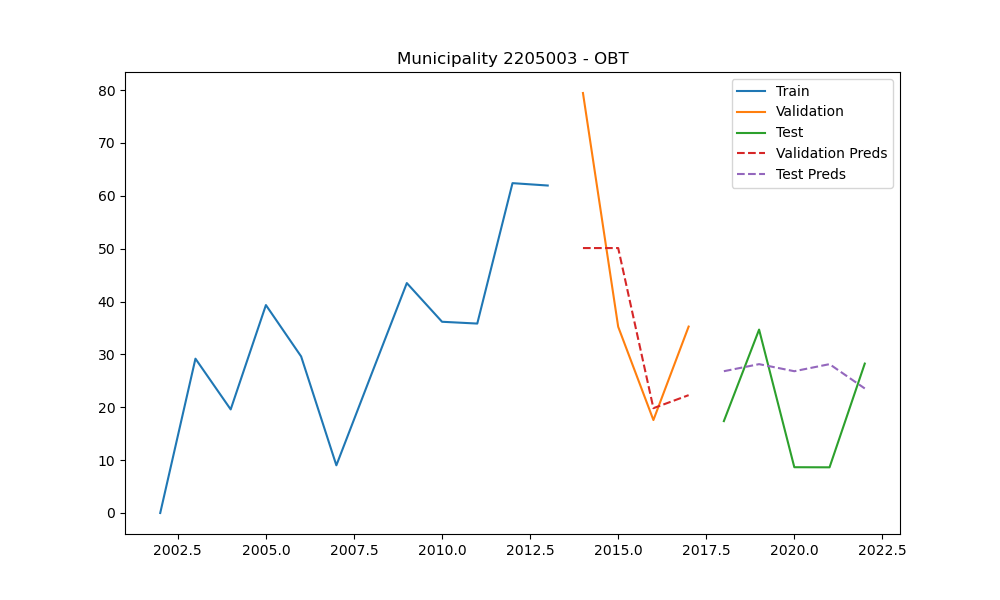 Municipality 2205003 - OBT
Train
Validation
Test
Validation Preds
Test Preds
80
70
60
50
40
30
20
10
0
2002.5 2005.0 2007.5 2010.0 2012.5 2015.0 2017.5 2020.0 2022.5